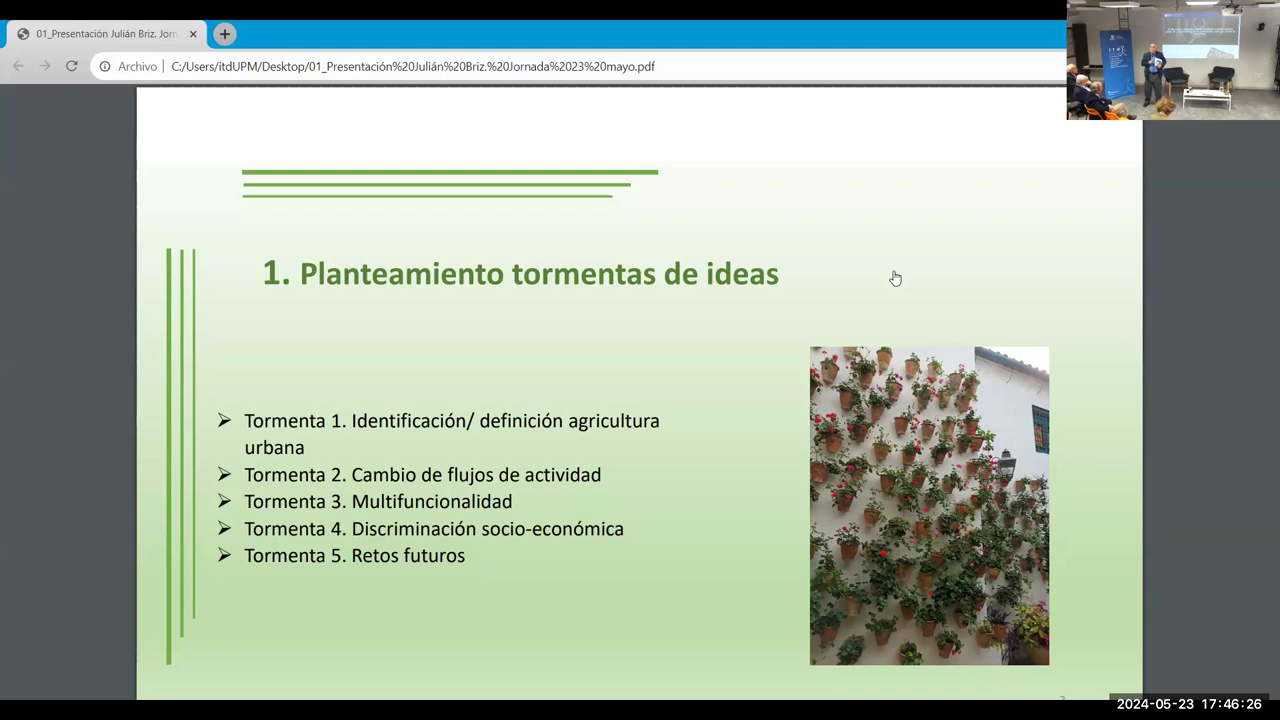 01_Presentación Julián Briz. Jorn
Archivo
C:/Users/itdUPM/Desktop/01_Presentación%20Julián%20Briz.%20Jornada%2023%20mayo.pdf
1. Planteamiento tormentas de ideas
Tormenta 1. Identificación/ definición agricultura
urbana
Tormenta 2. Cambio de flujos de actividad
Tormenta 3. Multifuncionalidad
Tormenta 4. Discriminación socio-económica
Tormenta 5. Retos futuros
2024-05-23 17:46:26